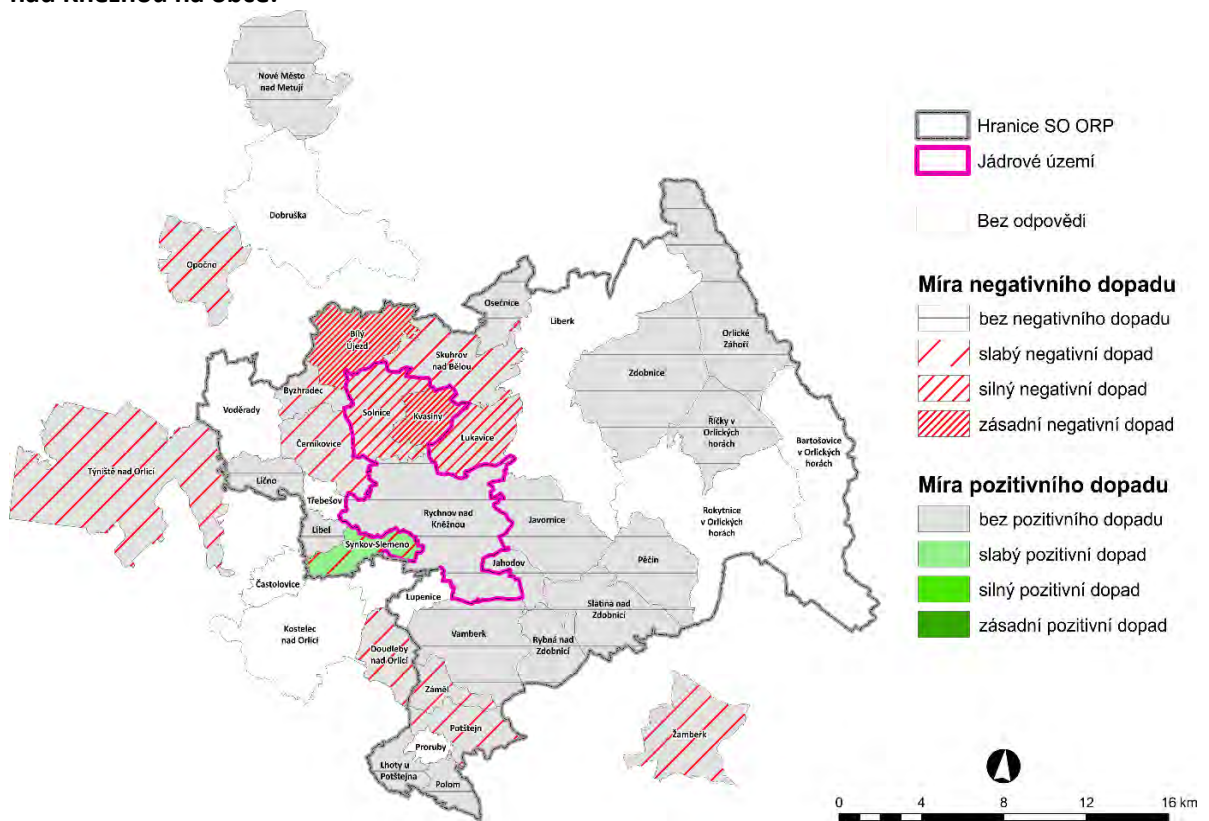 nad Kněžnou na obce.
Nové Město
nad Metují
Dobruška
Opočno
Osečnice
Liberk
Orlické
Záhoří
Bílý
Újezd
Skuhrov
nad Bělou
Zdobnice
Byzhradec
Solnice
Kvasiny
Voděrady
Lukavice
Říčky v
Orlických
horách
Bartošovice
v Orlických
horách
Černíkovice
Týniště nad Orlicí
Lično
Třebešov
Rychnov nad
Kněžnou
Javornice
Rokytnice
v Orlických
horách
Libel
Synkov-Slemeno
Jahodov
Pěčín
Častolovice
Lupenice
Slatina nad
Zdobnicí
Kostelec
nad Orlicí
Vamberk
Rybná nad
Zdobnicí
Doudleby
nad Orlicí
Záměl
Potštejn
Žamberk
Proruby
Lhoty u
Potštejna
Polom
Hranice SO ORP
Jádrové území
Bez odpovědi
Míra negativního dopadu
bez negativního dopadu
slabý negativní dopad
silný negativní dopad
zásadní negativní dopad
Míra pozitivního dopadu
bez pozitivního dopadu
slabý pozitivní dopad
silný pozitivní dopad
zásadní pozitivní dopad
0 4 8 12 16 km